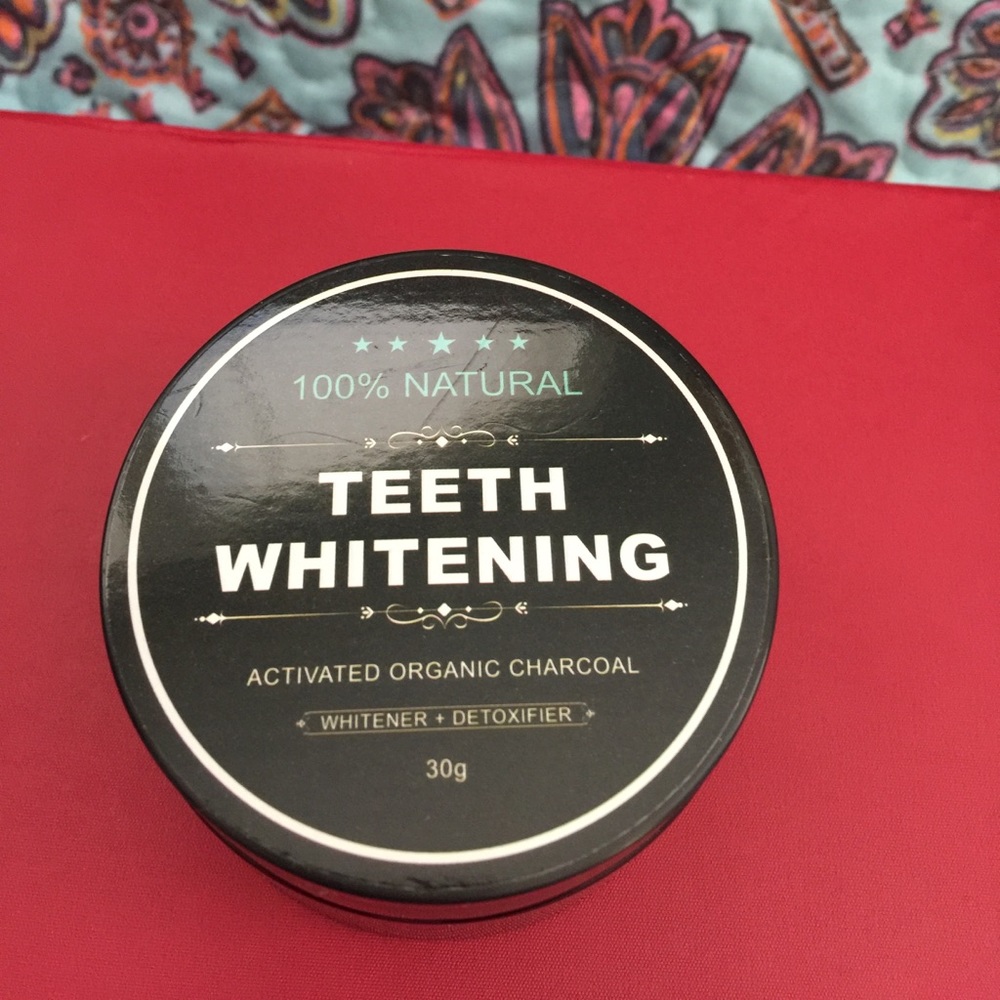 100% NATURAL
TEETH
WHITENING
ACTIVATED ORGANIC CHARCOAL
WHITENER + DETOXIFIER
30g